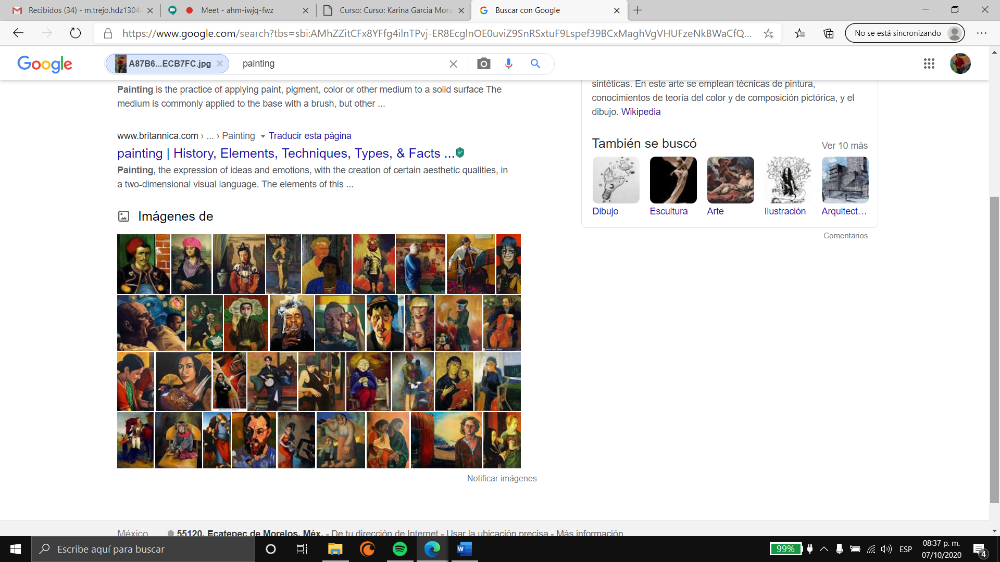 Recibidos (34) - m.trejo.hdz1304
Meet - ahm-iwjq-fwz
Curso: Curso: Karina Garcia Mora
Buscar con Google
https://www.google.com/search?tbs=sbi:AMhZZitCFx8YFfg4iInTPvj-ER8EcgInOE0uviZ9SnRSxtuF9Lspef39BCxMaghVgVHUFzeNkBWaCfQ...
No se está sincronizando
Google
A87B6...ECB7FC.jpg
painting
Painting is the practice of applying paint, pigment, color or other medium to a solid surface The
medium is commonly applied to the base with a brush, but other ...
www.britannica.com › ... › Painting
Traducir esta página
painting | History, Elements, Techniques, Types, & Facts ...
Painting, the expression of ideas and emotions, with the creation of certain aesthetic qualities, in
a two-dimensional visual language. The elements of this ...
Imágenes de
Notificar imágenes
sintéticas. En este arte se emplean técnicas de pintura,
conocimientos de teoría del color y de composición pictórica, y el
dibujo. Wikipedia
También se buscó
Ver 10 más
Dibujo
Escultura
Arte
Ilustración
Arquitect...
Comentarios
México
55120, Ecatepec de Morelos, Méx. - De tu dirección de Internet - Usar la ubicación precisa - Más información
Escribe aquí para buscar
99%
ESP
08:37 p. m.
07/10/2020
4